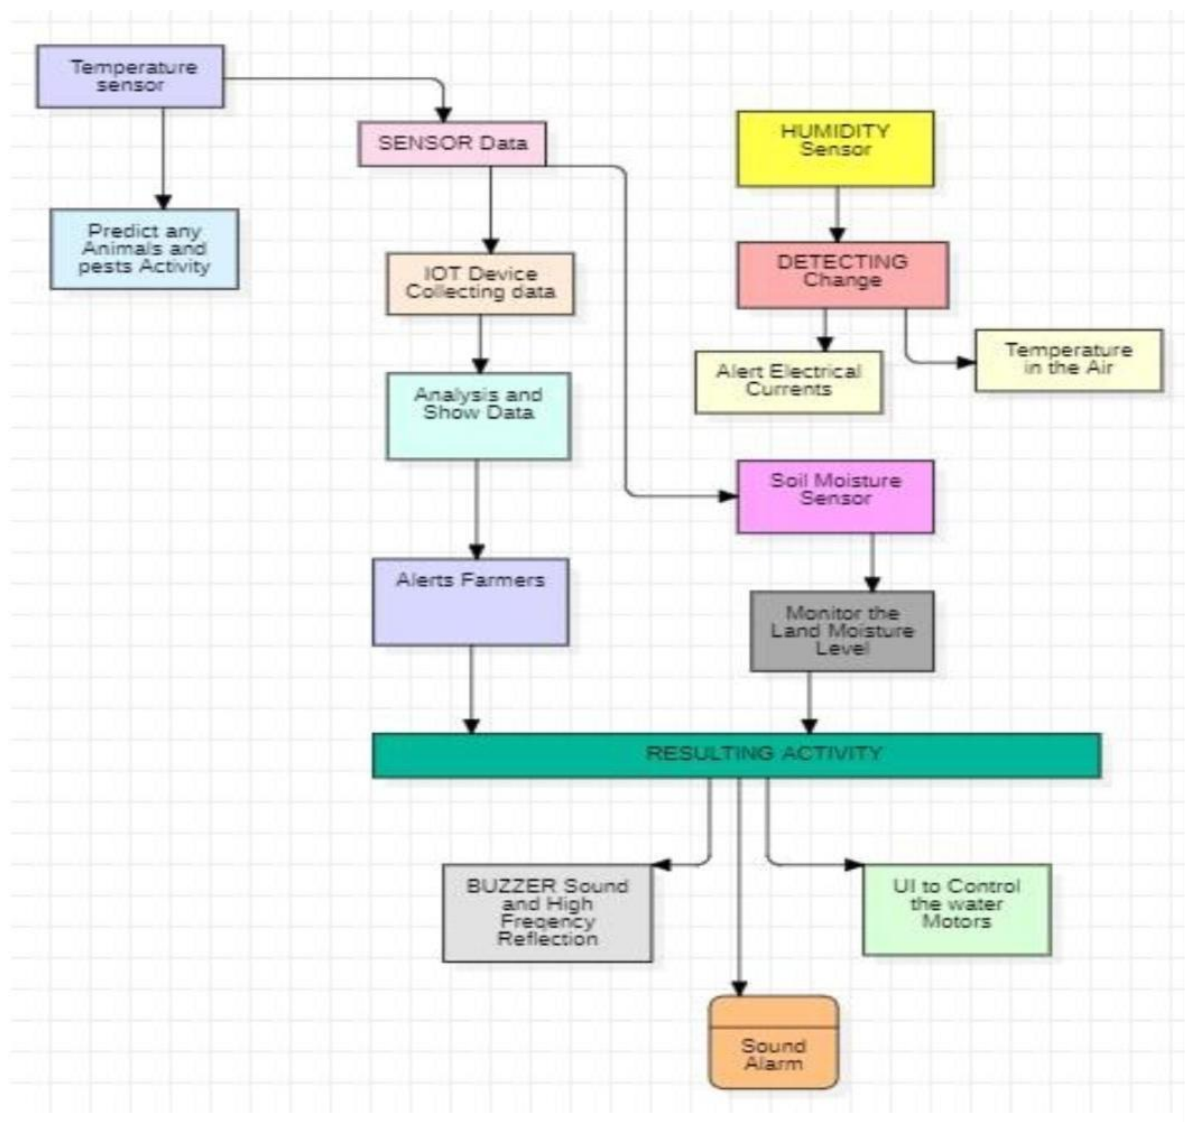 Temperature
sensor
SENSOR Data
HUMIDITY
Sensor
Predict any
Animals and
pests Activity
IOT Device
Collecting data
DETECTING
Change
Alert Electrical
Currents
Temperature
in the Air
Analysis and
Show Data
Soil Moisture
Sensor
Alerts Farmers
Monitor the
Land Moisture
Level
RESULTING ACTIVITY
BUZZER Sound
and High
Freqency
Reflection
UI to Control
the water
Motors
Sound
Alarm